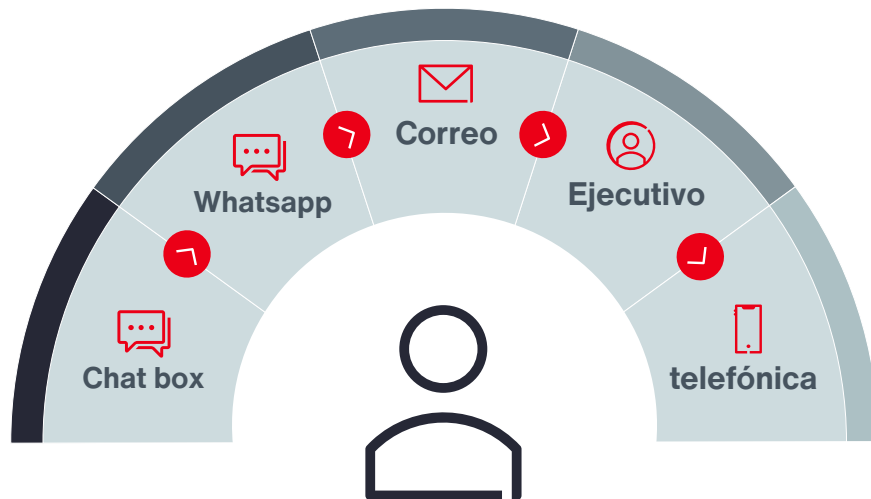 Chat box
Whatsapp
Correo
Ejecutivo
telefónica